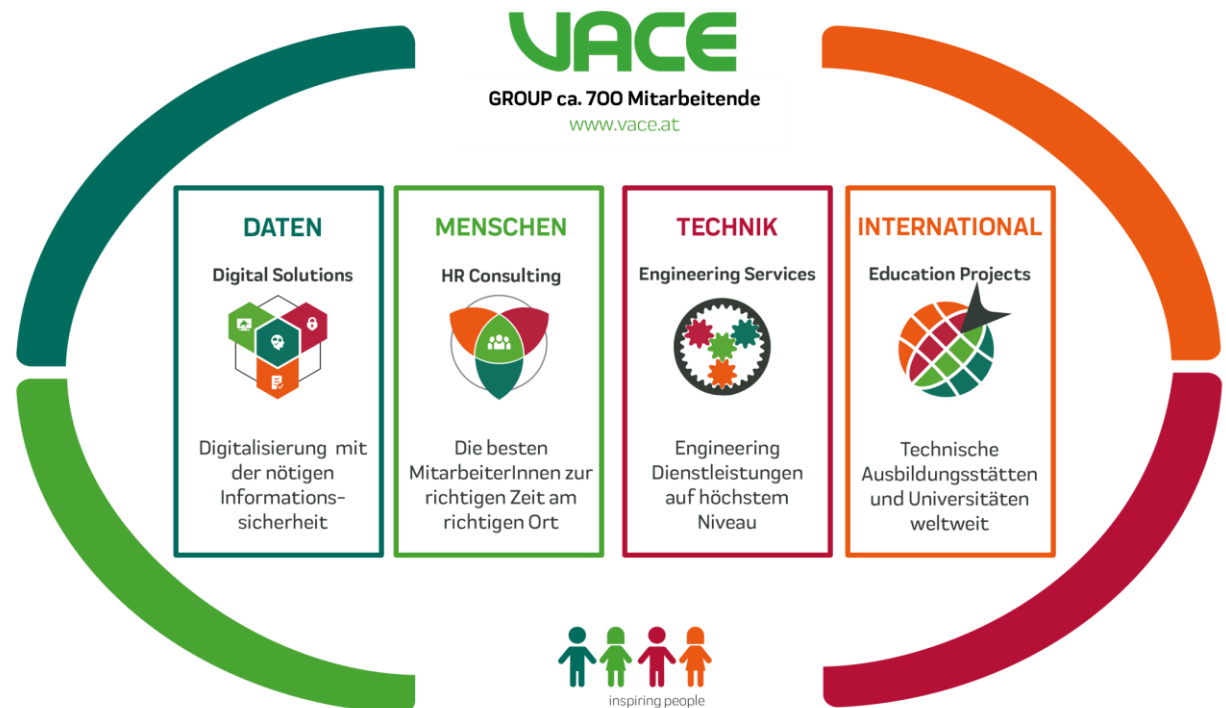 VACE
GROUP ca. 700 Mitarbeitende
www.vace.at
DATEN
Digital Solutions
Digitalisierung mit
der nötigen
Informations-
sicherheit
MENSCHEN
HR Consulting
Die besten
MitarbeiterInnen zur
richtigen Zeit am
richtigen Ort
TECHNIK
Engineering Services
Engineering
Dienstleistungen
auf höchstem
Niveau
INTERNATIONAL
Education Projects
Technische
Ausbildungsstätten
und Universitäten
weltweit
inspiring people